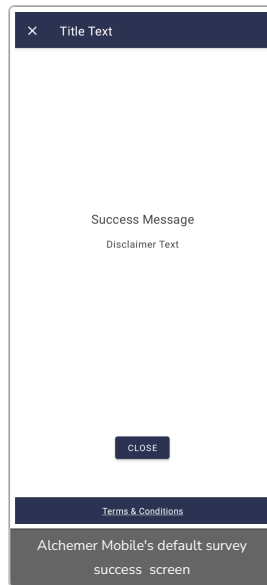 × Title Text
Success Message
Disclaimer Text
CLOSE
Terms & Conditions
Alchemer Mobile's default survey
success screen